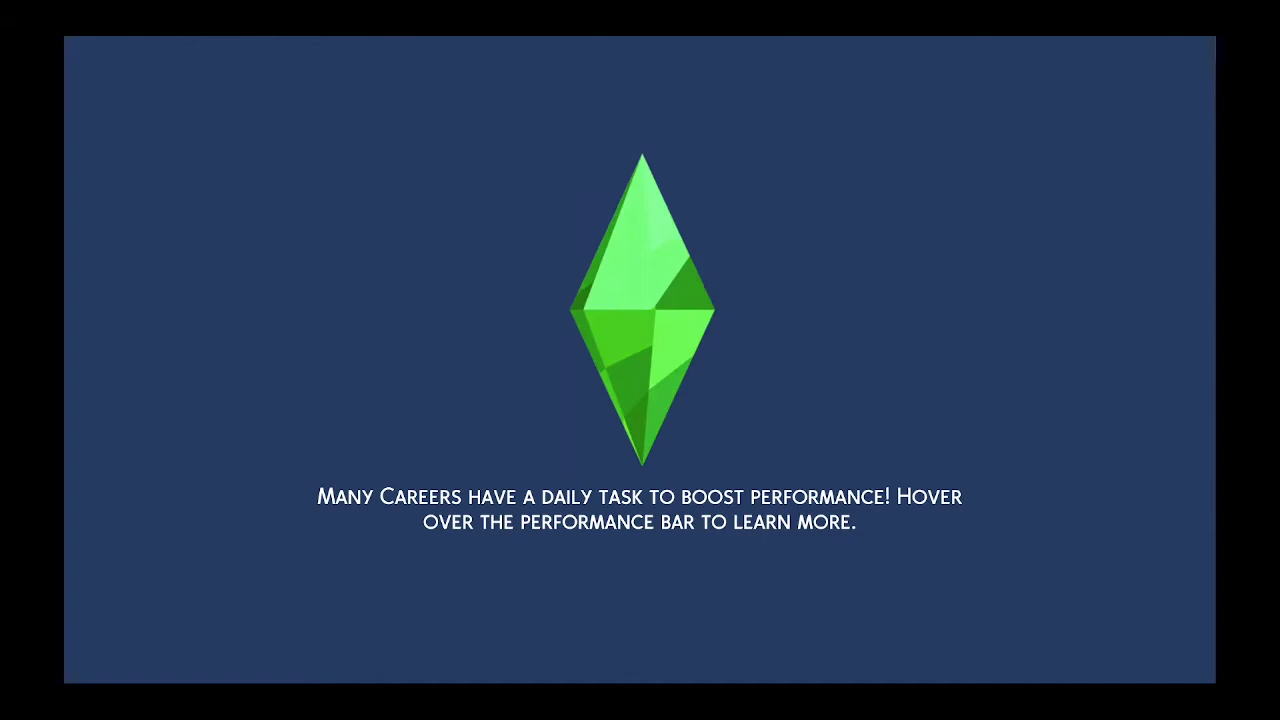 Many Careers have a daily task to boost performance! Hover
over the performance bar to learn more.